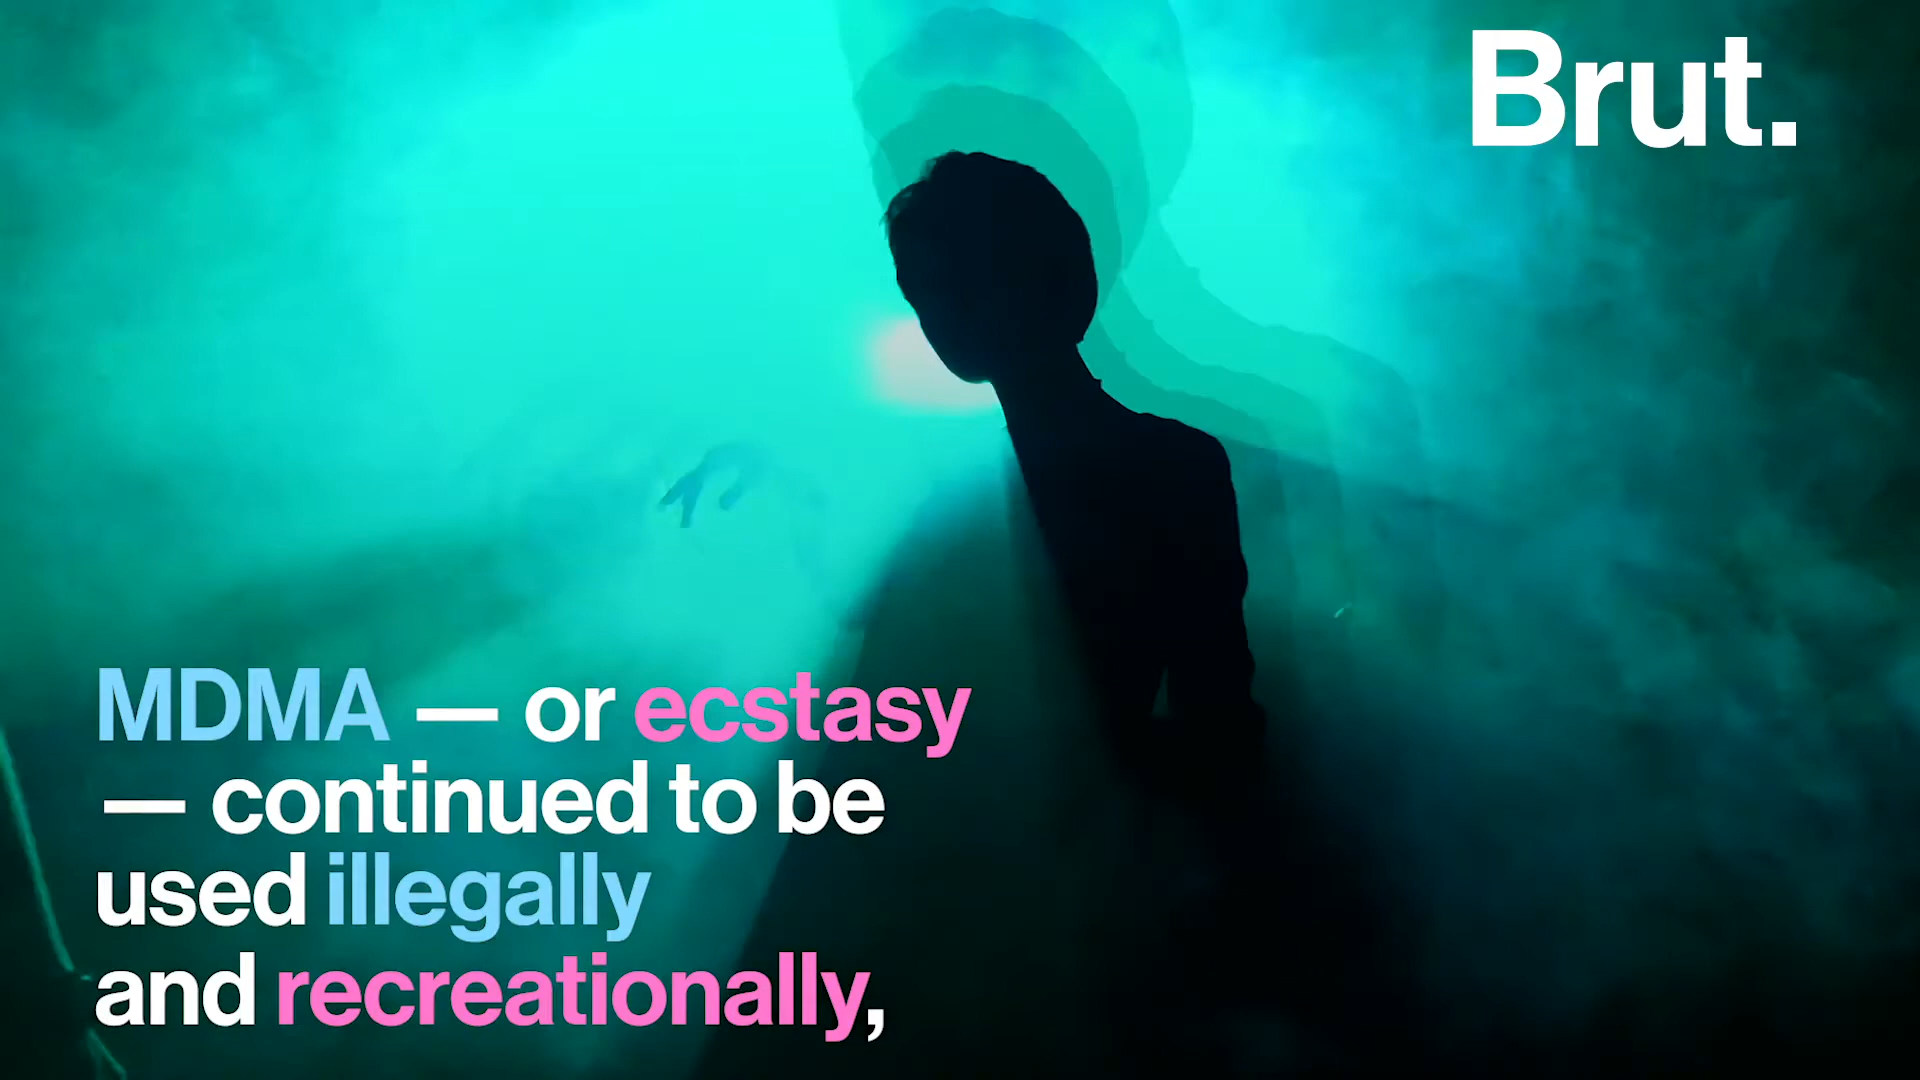 Brut.
MDMA — or ecstasy
— continued to be
used illegally
and recreationally,